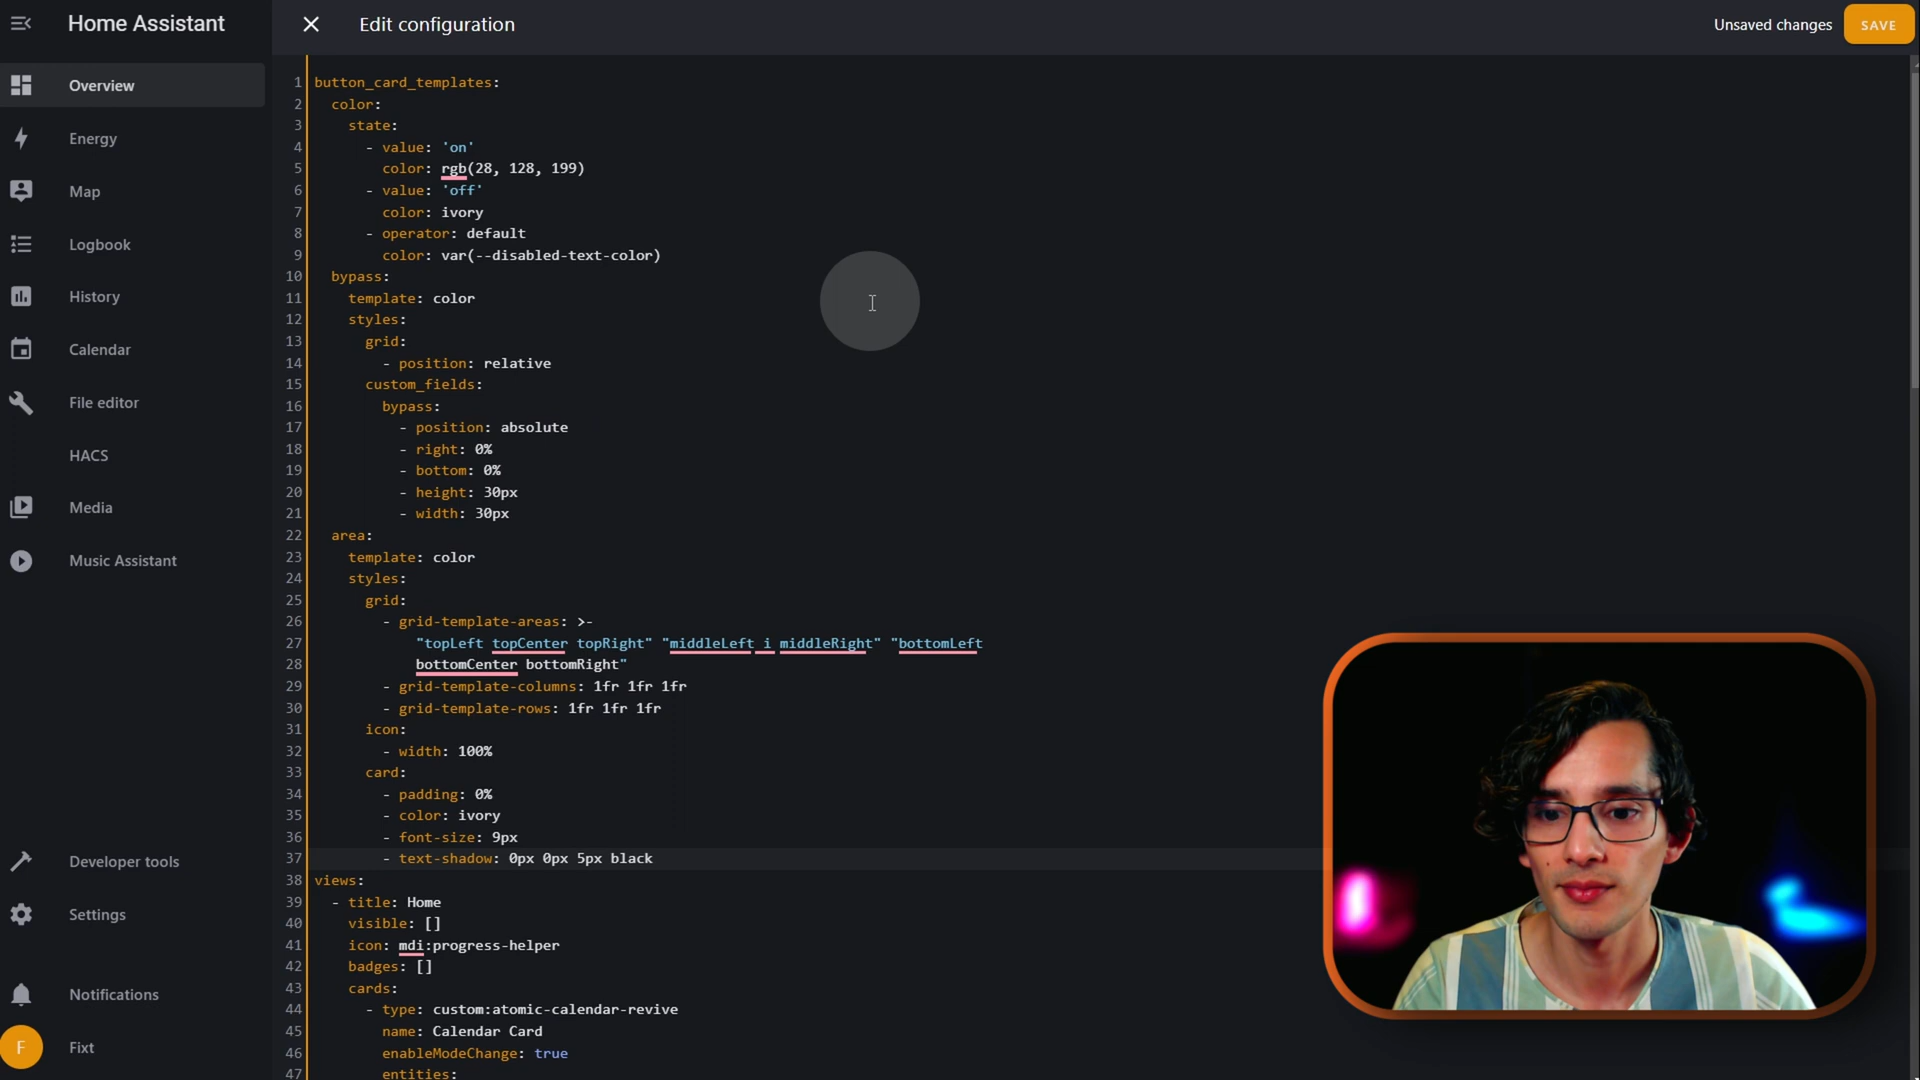 Home Assistant
Edit configuration
Unsaved changes
SAVE
Overview
Energy
Map
Logbook
History
Calendar
File editor
HACS
Media
Music Assistant
Developer tools
Settings
Notifications
F
Fixt
1 button_card_templates:
2 color:
3 state:
4 - value: 'on'
5 color: rgb(28, 128, 199)
6 - value: 'off'
7 color: ivory
8 - operator: default
9 color: var(--disabled-text-color)
10 bypass:
11 template: color
12 styles:
13 grid:
14 - position: relative
15 custom_fields:
16 bypass:
17 - position: absolute
18 - right: 0%
19 - bottom: 0%
20 - height: 30px
21 - width: 30px
22 area:
23 template: color
24 styles:
25 grid:
26 - grid-template-areas: >-
27 "topLeft topCenter topRight" "middleLeft i middleRight" "bottomLeft
28 bottomCenter bottomRight"
29 - grid-template-columns: 1fr 1fr 1fr
30 - grid-template-rows: 1fr 1fr 1fr
31 icon:
32 - width: 100%
33 card:
34 - padding: 0%
35 - color: ivory
36 - font-size: 9px
37 - text-shadow: 0px 0px 5px black
38 views:
39 - title: Home
40 visible: []
41 icon: mdi:progress-helper
42 badges: []
43 cards:
44 - type: custom:atomic-calendar-revive
45 name: Calendar Card
46 enableModeChange: true
47 entities: